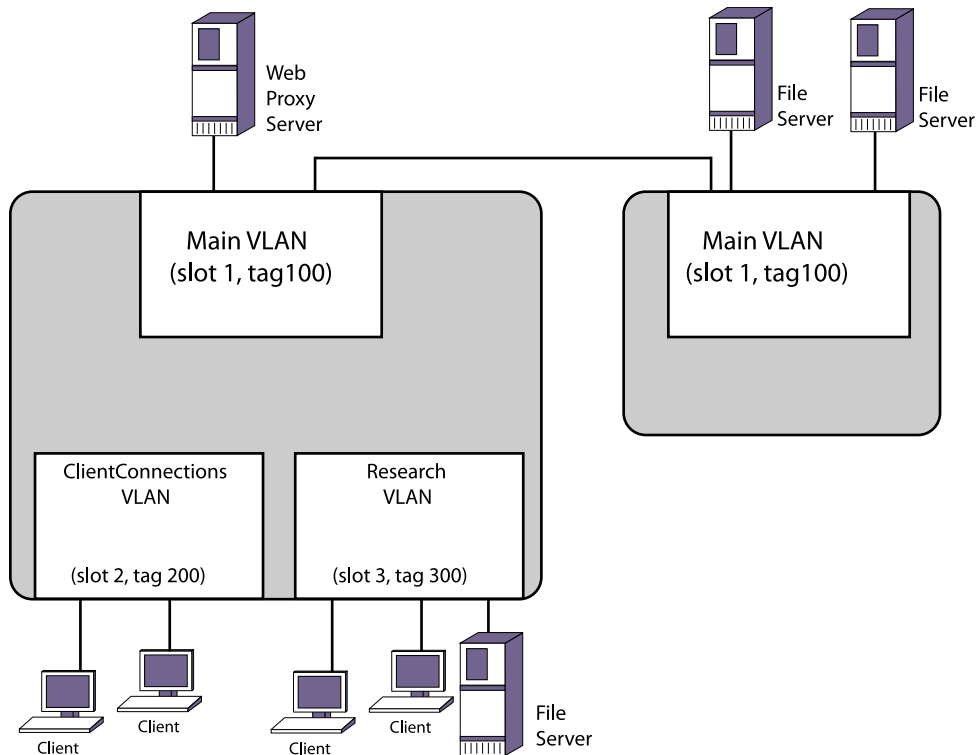 Web
Proxy
Server
File
Server
File
Server
Main VLAN
(slot 1, tag100)
Main VLAN
(slot 1, tag100)
ClientConnections
VLAN
(slot 2, tag 200)
Research
VLAN
(slot 3, tag 300)
Client
Client
Client
Client
File
Server